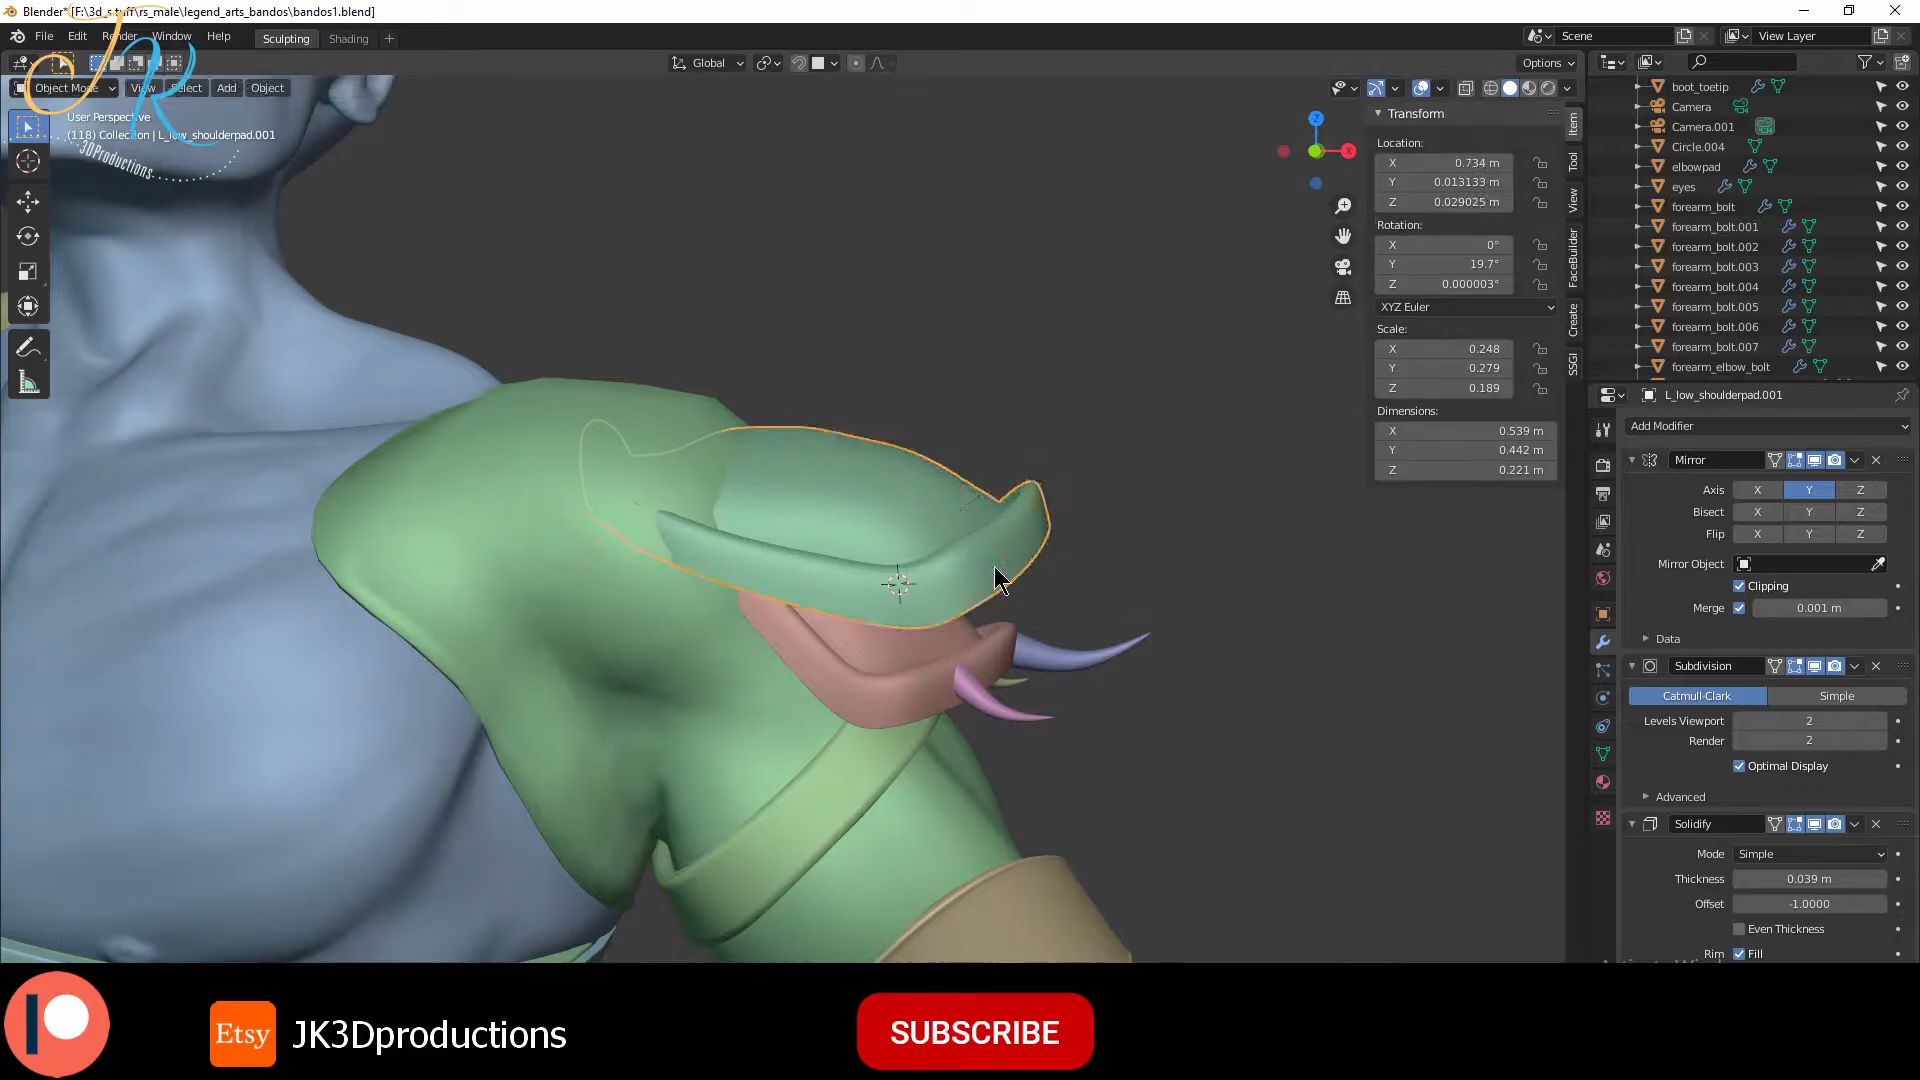 Blender* [F:\3d_stuff\rs_male\legend_arts_bandos\bandos1.blend]
File Edit Render Window Help Sculpting Shading +
Scene View Layer
Global Options
Object Mode View Select Add Object
User Perspective
(118) Collection | L_low_shoulderpad.001
3DProductions
JR
Z
X
Transform
Location:
X 0.734 m
Y 0.013133 m
Z 0.029025 m
Rotation:
X 0°
Y 19.7°
Z 0.000003°
XYZ Euler
Scale:
X 0.248
Y 0.279
Z 0.189
Dimensions:
X 0.539 m
Y 0.442 m
Z 0.221 m
Item
Tool
View
FaceBuilder
Create
SSGI
boot_toetip
Camera
Camera.001
Circle.004
elbowpad
eyes
forearm_bolt
forearm_bolt.001
forearm_bolt.002
forearm_bolt.003
forearm_bolt.004
forearm_bolt.005
forearm_bolt.006
forearm_bolt.007
forearm_elbow_bolt
L_low_shoulderpad.001
Add Modifier
Mirror
Axis X Y Z
Bisect X Y Z
Flip X Y Z
Mirror Object
Clipping
Merge 0.001 m
Data
Subdivision
Catmull-Clark Simple
Levels Viewport 2
Render 2
Optimal Display
Advanced
Solidify
Mode Simple
Thickness 0.039 m
Offset -1.0000
Even Thickness
Rim Fill
Etsy JK3Dproductions
SUBSCRIBE